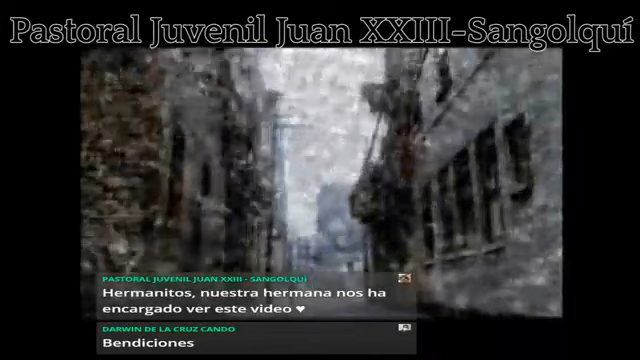 Pastoral Juvenil Juan XXIII-Sangolquí
PASTORAL JUVENIL JUAN XXIII - SANGOLQUI
Hermanitos, nuestra hermana nos ha
encargado ver este video ♥
DARWIN DE LA CRUZ CANDO
Bendiciones